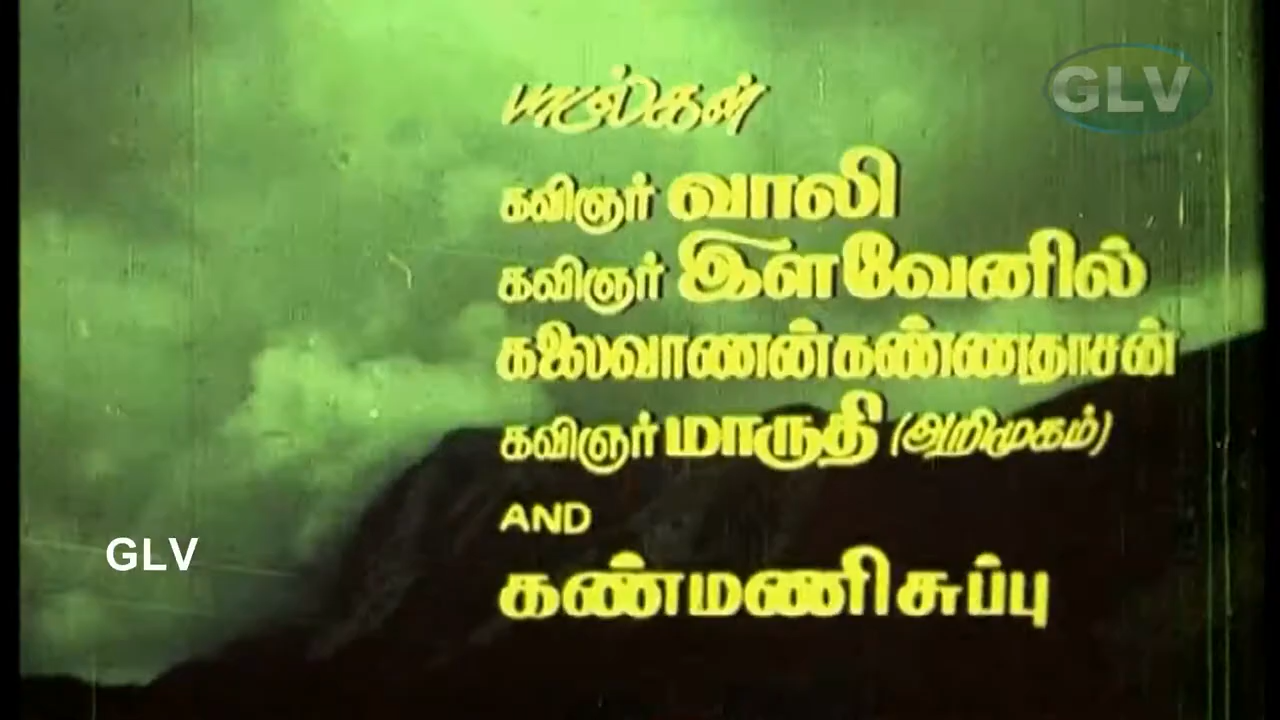 GLV
பாடல்கள்
கவிஞர் வாலி
கவிஞர் இளவேனில்
கலைவாணன்கண்ணதாசன்
கவிஞர் மாருதி (அறிமுகம்)
AND
GLV
கண்மணிசுப்பு